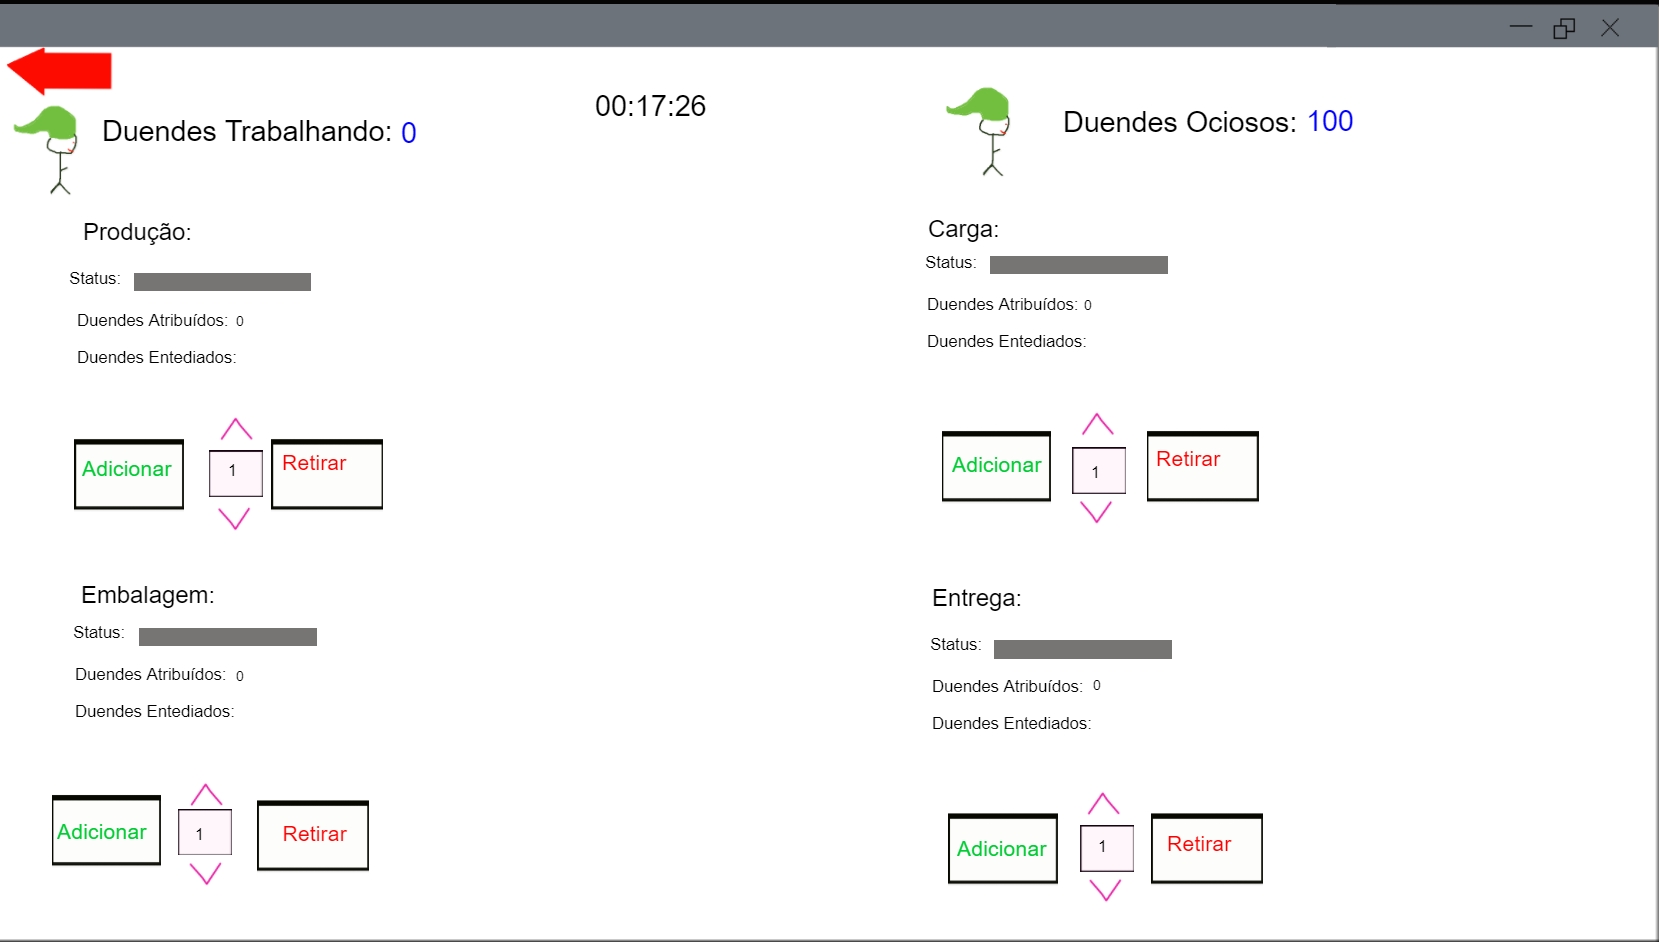 00:17:26
Duendes Trabalhando: 0
Duendes Ociosos: 100
Produção:
Status:
Duendes Atribuídos: 0
Duendes Entediados:
Adicionar
1
Retirar
Carga:
Status:
Duendes Atribuídos: 0
Duendes Entediados:
Adicionar
1
Retirar
Embalagem:
Status:
Duendes Atribuídos: 0
Duendes Entediados:
Adicionar
1
Retirar
Entrega:
Status:
Duendes Atribuídos: 0
Duendes Entediados:
Adicionar
1
Retirar